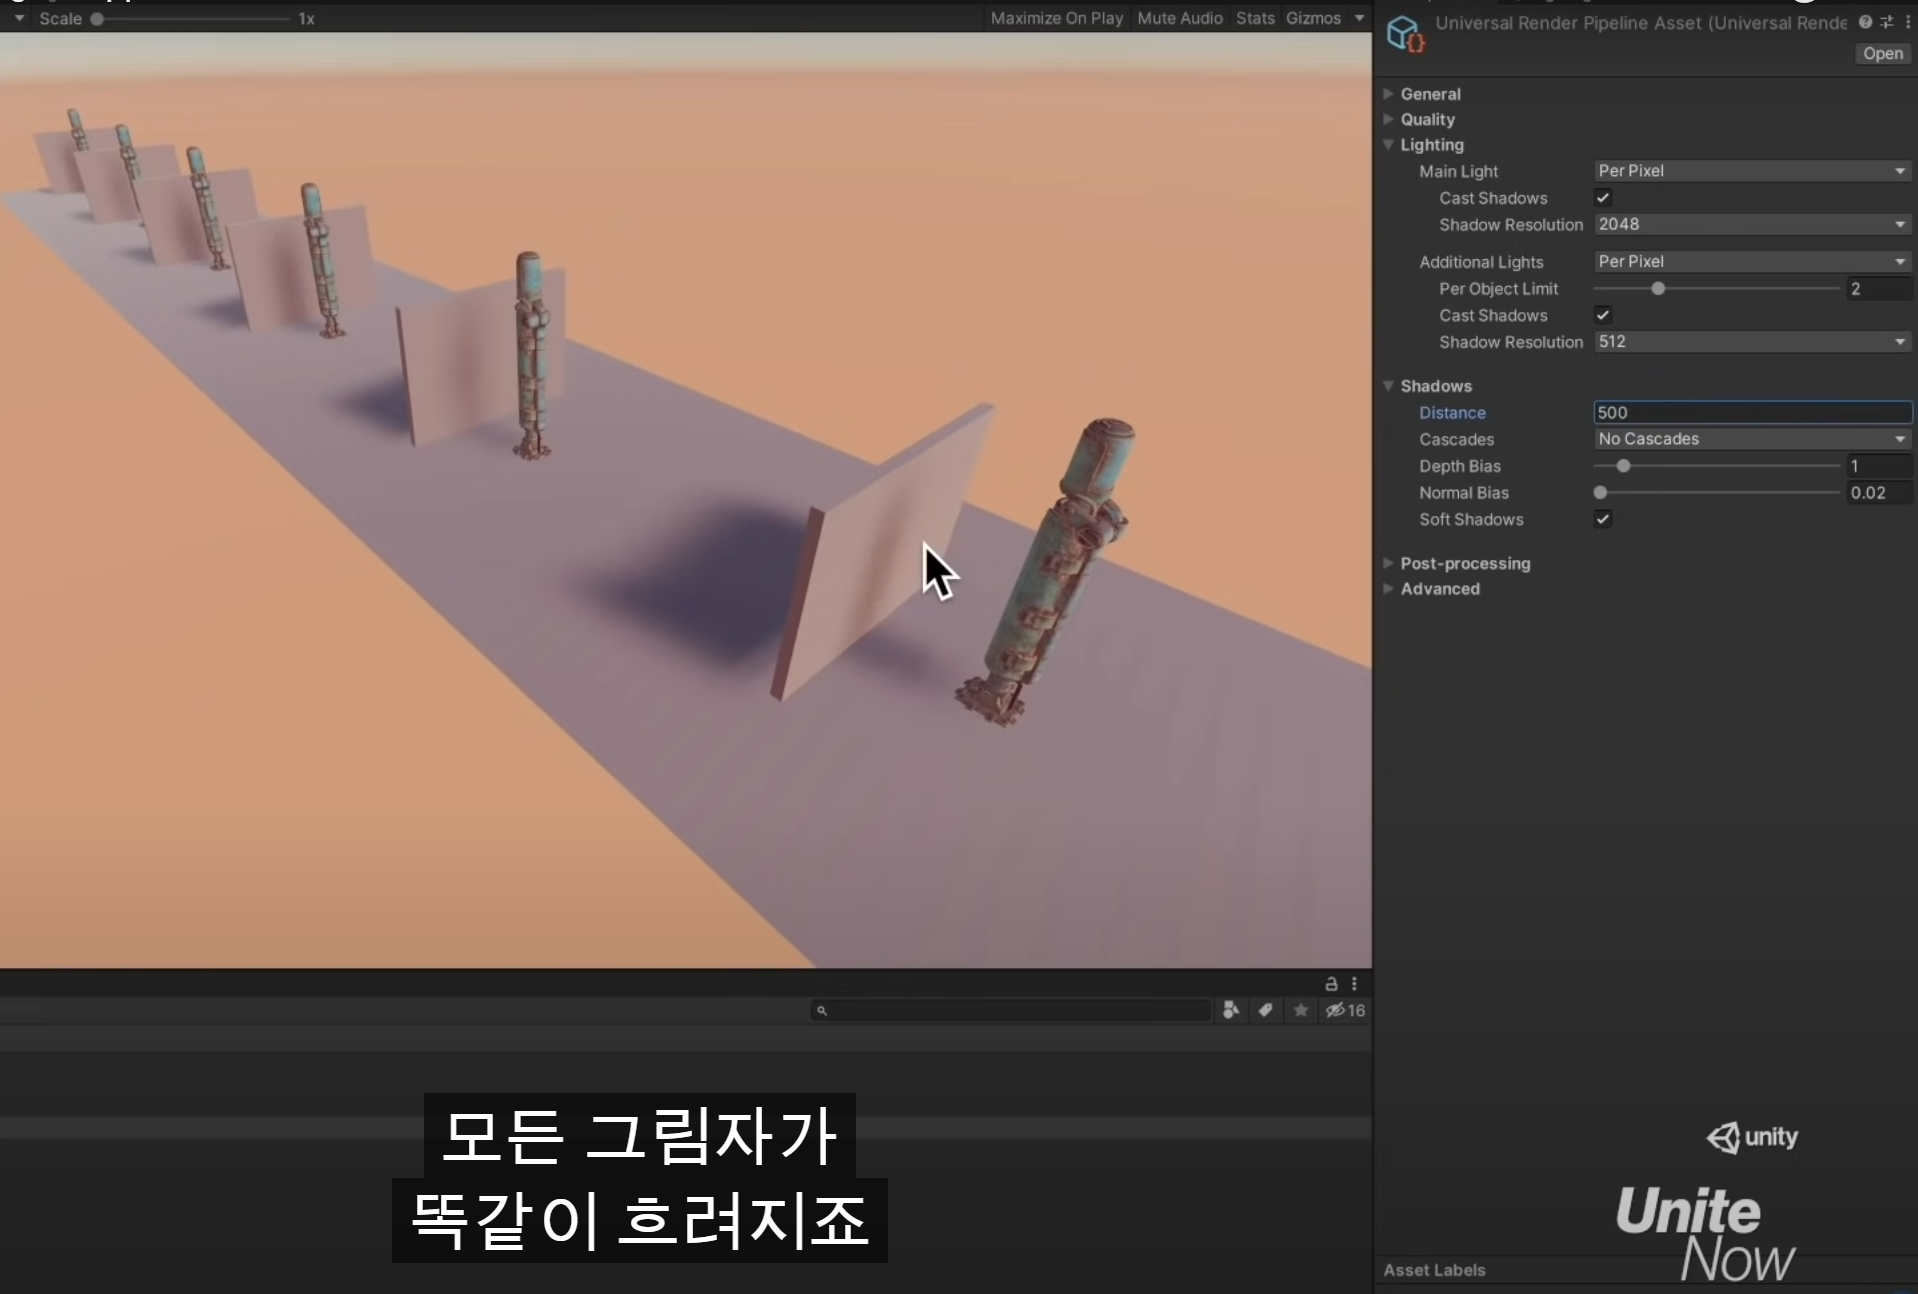 Scale 1x Maximize On Play Mute Audio Stats Gizmos
Universal Render Pipeline Asset (Universal Rende
Open
General
Quality
Lighting
Main Light Per Pixel
Cast Shadows
Shadow Resolution 2048
Additional Lights Per Pixel
Per Object Limit 2
Cast Shadows
Shadow Resolution 512
Shadows
Distance 500
Cascades No Cascades
Depth Bias 1
Normal Bias 0.02
Soft Shadows
Post-processing
Advanced
16
모든 그림자가
똑같이 흐려지죠
unity
Unite
Now
Asset Labels